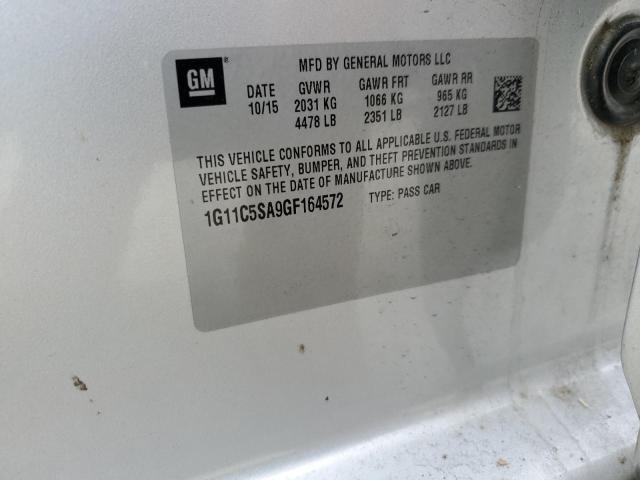 GM
MFD BY GENERAL MOTORS LLC
DATE GVWR GAWR FRT GAWR RR
10/15 2031 KG 1066 KG 965 KG
4478 LB 2351 LB 2127 LB
THIS VEHICLE CONFORMS TO ALL APPLICABLE U.S. FEDERAL MOTOR
VEHICLE SAFETY, BUMPER, AND THEFT PREVENTION STANDARDS IN
EFFECT ON THE DATE OF MANUFACTURE SHOWN ABOVE.
1G11C5SA9GF164572 TYPE: PASS CAR